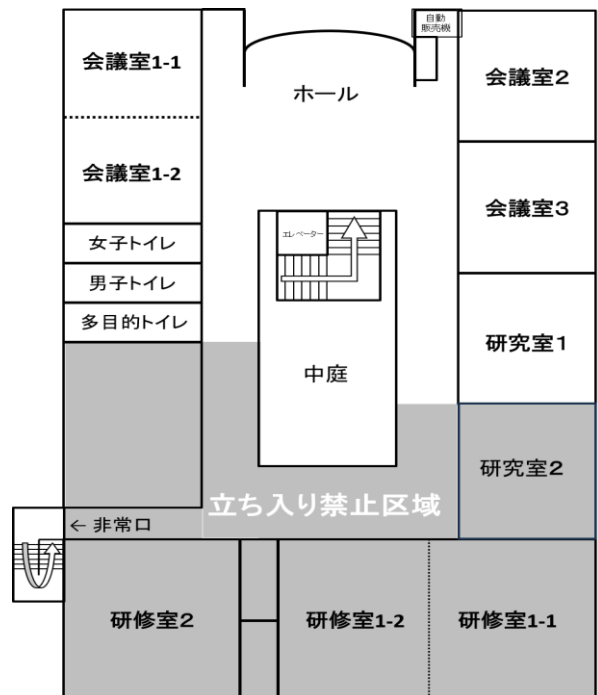 自動
販売機
会議室1-1
ホール
会議室2
会議室1-2
会議室3
女子トイレ
エレベーター
男子トイレ
多目的トイレ
研究室1
中庭
研究室2
立ち入り禁止区域
← 非常口
研修室2
研修室1-2
研修室1-1